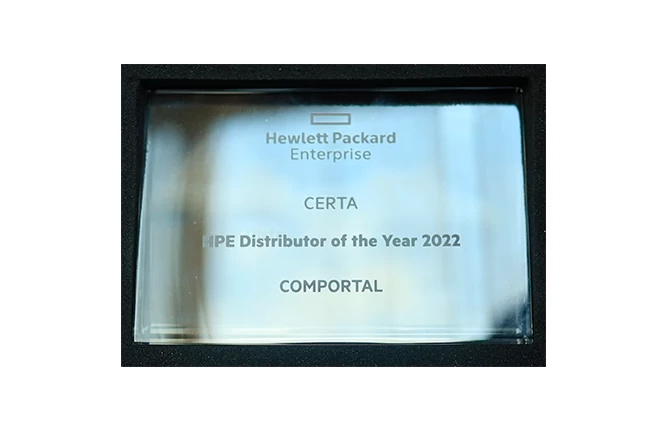 Hewlett Packard
Enterprise
CERTA
HPE Distributor of the Year 2022
COMPORTAL